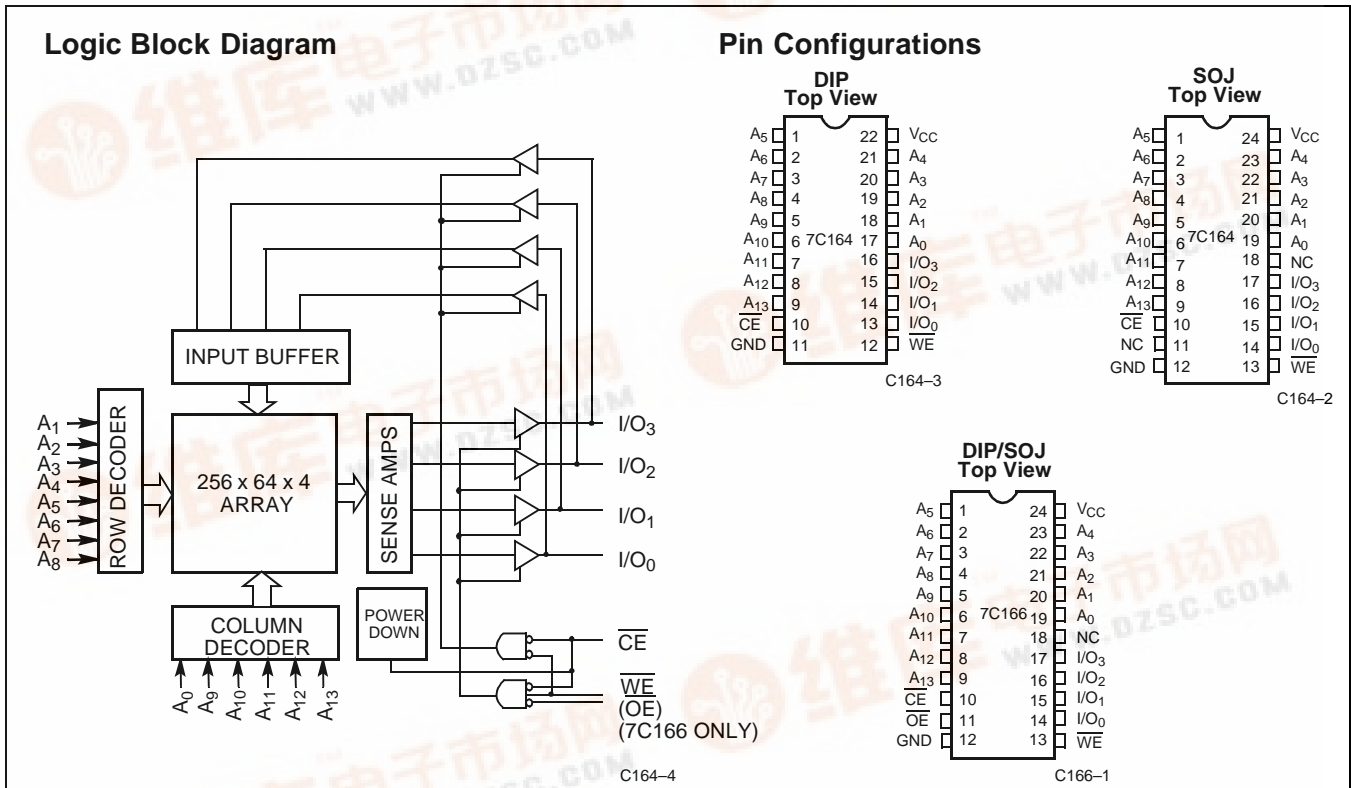 Logic Block Diagram
INPUT BUFFER
A1
A2
A3
A4
A5
A6
A7
A8
ROW DECODER
256 x 64 x 4
ARRAY
SENSE AMPS
I/O3
I/O2
I/O1
I/O0
COLUMN
DECODER
A0 A9 A10 A11 A12 A13
POWER
DOWN
CE
WE
(OE)
(7C166 ONLY)
C164–4
Pin Configurations
DIP
Top View
A5 1 22 VCC
A6 2 21 A4
A7 3 20 A3
A8 4 19 A2
A9 5 18 A1
A10 6 7C164 17 A0
A11 7 16 I/O3
A12 8 15 I/O2
A13 9 14 I/O1
CE 10 13 I/O0
GND 11 12 WE
C164–3
SOJ
Top View
A5 1 24 VCC
A6 2 23 A4
A7 3 22 A3
A8 4 21 A2
A9 5 20 A1
A10 6 7C164 19 A0
A11 7 18 NC
A12 8 17 I/O3
A13 9 16 I/O2
CE 10 15 I/O1
NC 11 14 I/O0
GND 12 13 WE
C164–2
DIP/SOJ
Top View
A5 1 24 VCC
A6 2 23 A4
A7 3 22 A3
A8 4 21 A2
A9 5 20 A1
A10 6 7C166 19 A0
A11 7 18 NC
A12 8 17 I/O3
A13 9 16 I/O2
CE 10 15 I/O1
OE 11 14 I/O0
GND 12 13 WE
C166–1
维库电子市场网
WWW.DZSC.COM